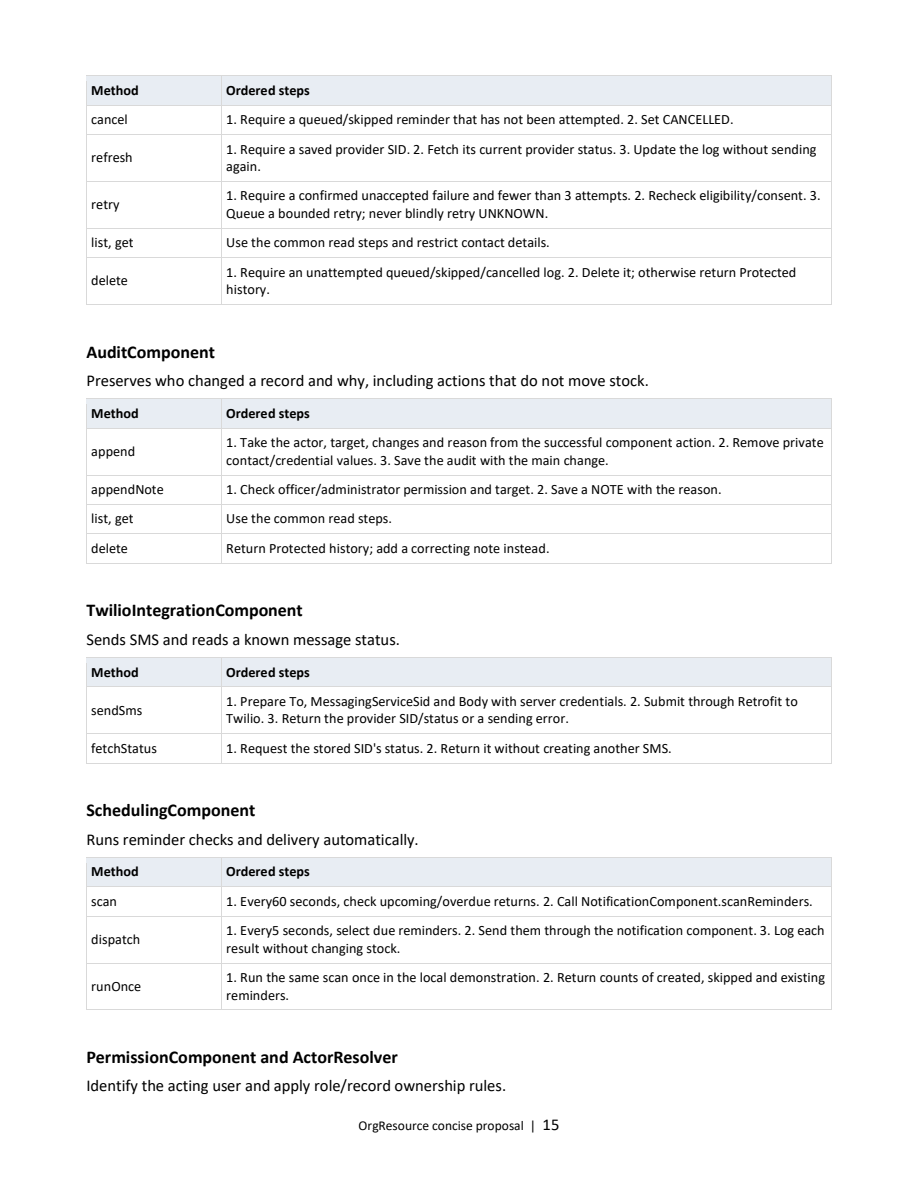 Method Ordered steps
cancel 1. Require a queued/skipped reminder that has not been attempted. 2. Set CANCELLED.
refresh 1. Require a saved provider SID. 2. Fetch its current provider status. 3. Update the log without sending
again.
retry 1. Require a confirmed unaccepted failure and fewer than 3 attempts. 2. Recheck eligibility/consent. 3.
Queue a bounded retry; never blindly retry UNKNOWN.
list, get Use the common read steps and restrict contact details.
delete 1. Require an unattempted queued/skipped/cancelled log. 2. Delete it; otherwise return Protected
history.
AuditComponent
Preserves who changed a record and why, including actions that do not move stock.
Method Ordered steps
append 1. Take the actor, target, changes and reason from the successful component action. 2. Remove private
contact/credential values. 3. Save the audit with the main change.
appendNote 1. Check officer/administrator permission and target. 2. Save a NOTE with the reason.
list, get Use the common read steps.
delete Return Protected history; add a correcting note instead.
TwilioIntegrationComponent
Sends SMS and reads a known message status.
Method Ordered steps
sendSms 1. Prepare To, MessagingServiceSid and Body with server credentials. 2. Submit through Retrofit to
Twilio. 3. Return the provider SID/status or a sending error.
fetchStatus 1. Request the stored SID's status. 2. Return it without creating another SMS.
SchedulingComponent
Runs reminder checks and delivery automatically.
Method Ordered steps
scan 1. Every60 seconds, check upcoming/overdue returns. 2. Call NotificationComponent.scanReminders.
dispatch 1. Every5 seconds, select due reminders. 2. Send them through the notification component. 3. Log each
result without changing stock.
runOnce 1. Run the same scan once in the local demonstration. 2. Return counts of created, skipped and existing
reminders.
PermissionComponent and ActorResolver
Identify the acting user and apply role/record ownership rules.
OrgResource concise proposal | 15